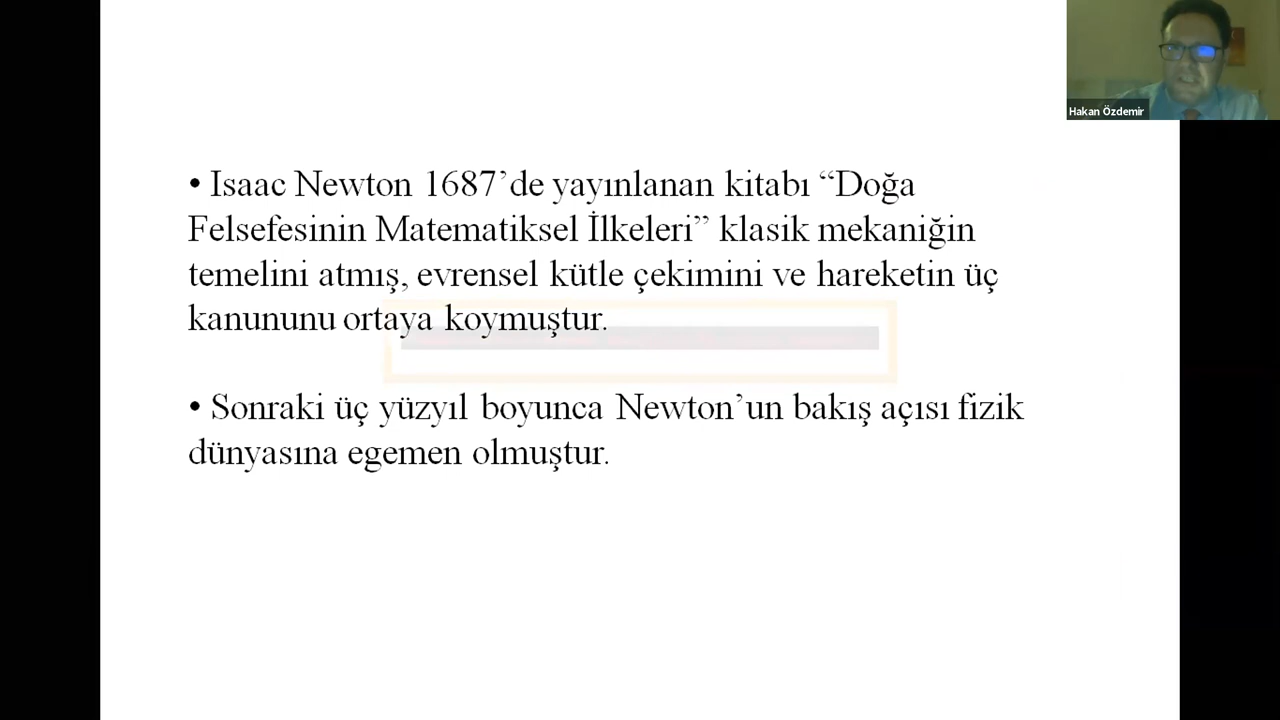 Hakan Özdemir
• Isaac Newton 1687’de yayınlanan kitabı “Doğa
Felsefesinin Matematiksel İlkeleri” klasik mekaniğin
temelini atmış, evrensel kütle çekimini ve hareketin üç
kanununu ortaya koymuştur.
• Sonraki üç yüzyıl boyunca Newton’un bakış açısı fizik
dünyasına egemen olmuştur.